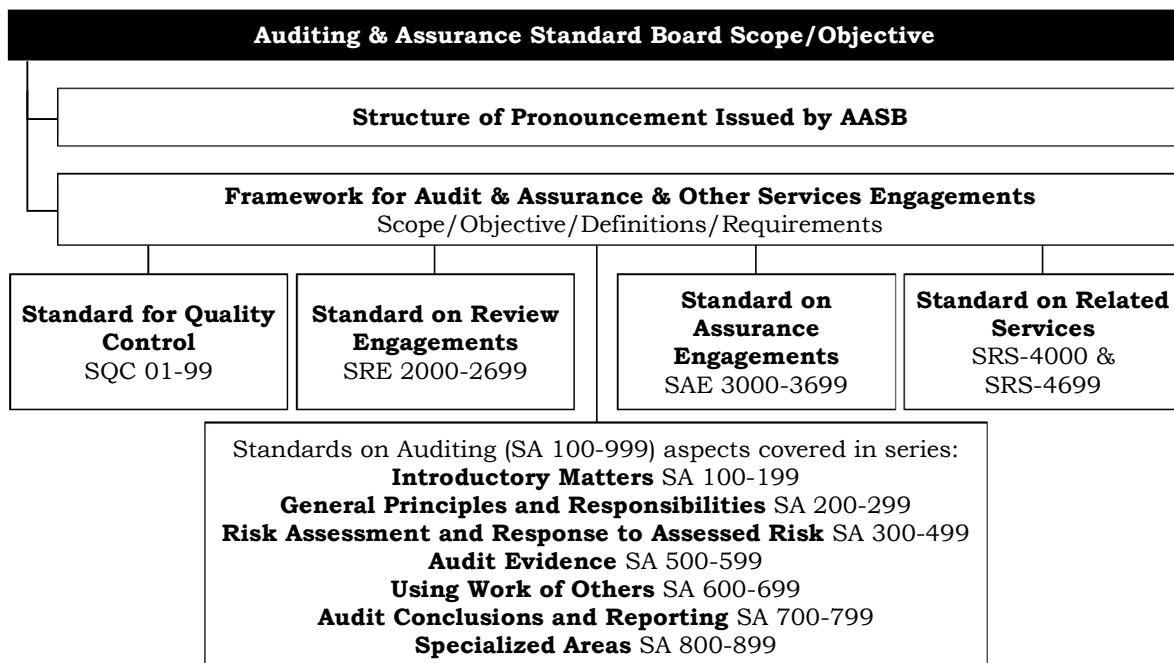 Auditing & Assurance Standard Board Scope/Objective
Structure of Pronouncement Issued by AASB
Framework for Audit & Assurance & Other Services Engagements
Scope/Objective/Definitions/Requirements
Standard for Quality
Control
SQC 01-99
Standard on Review
Engagements
SRE 2000-2699
Standard on
Assurance
Engagements
SAE 3000-3699
Standard on Related
Services
SRS-4000 &
SRS-4699
Standards on Auditing (SA 100-999) aspects covered in series:
Introductory Matters SA 100-199
General Principles and Responsibilities SA 200-299
Risk Assessment and Response to Assessed Risk SA 300-499
Audit Evidence SA 500-599
Using Work of Others SA 600-699
Audit Conclusions and Reporting SA 700-799
Specialized Areas SA 800-899